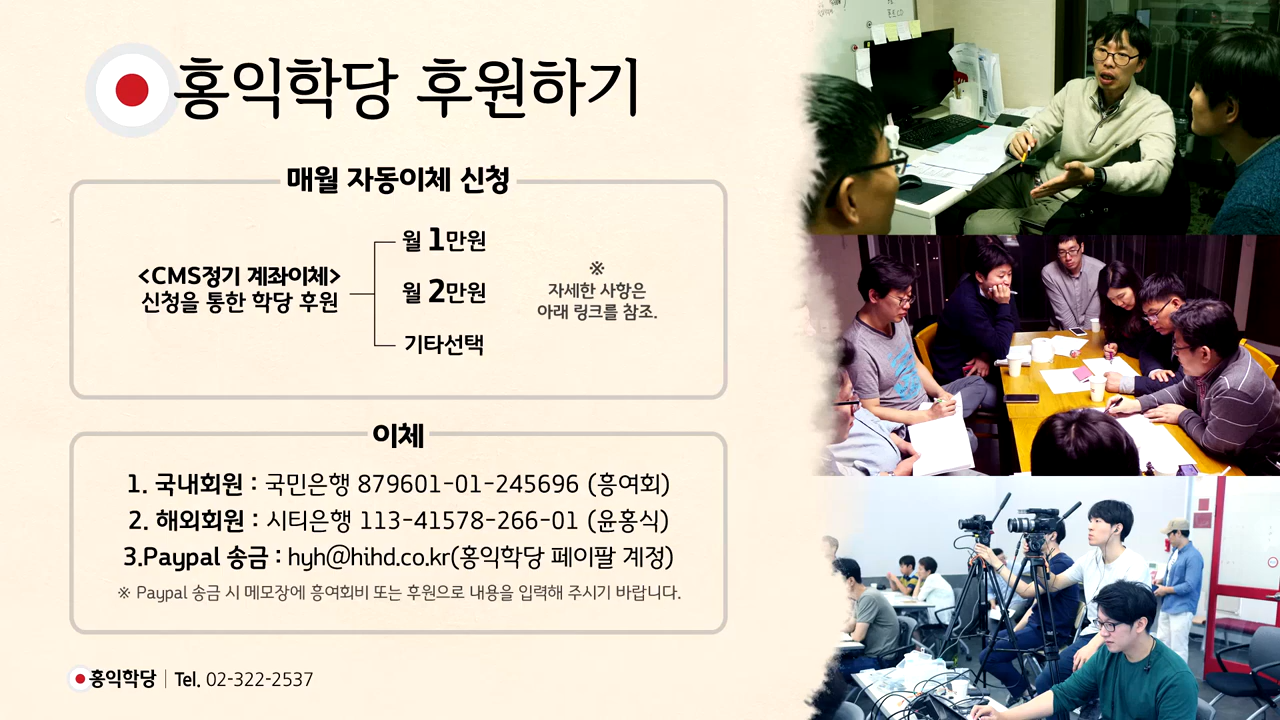 홍익학당 후원하기
매월 자동이체 신청
<CMS정기 계좌이체>
신청을 통한 학당 후원
월 1만원
월 2만원
기타선택
※
자세한 사항은
아래 링크를 참조.
이체
1. 국내회원 : 국민은행 879601-01-245696 (흥여회)
2. 해외회원 : 시티은행 113-41578-266-01 (윤홍식)
3.Paypal 송금 : hyh@hihd.co.kr(홍익학당 페이팔 계정)
※ Paypal 송금 시 메모장에 흥여회비 또는 후원으로 내용을 입력해 주시기 바랍니다.
홍익학당 | Tel. 02-322-2537